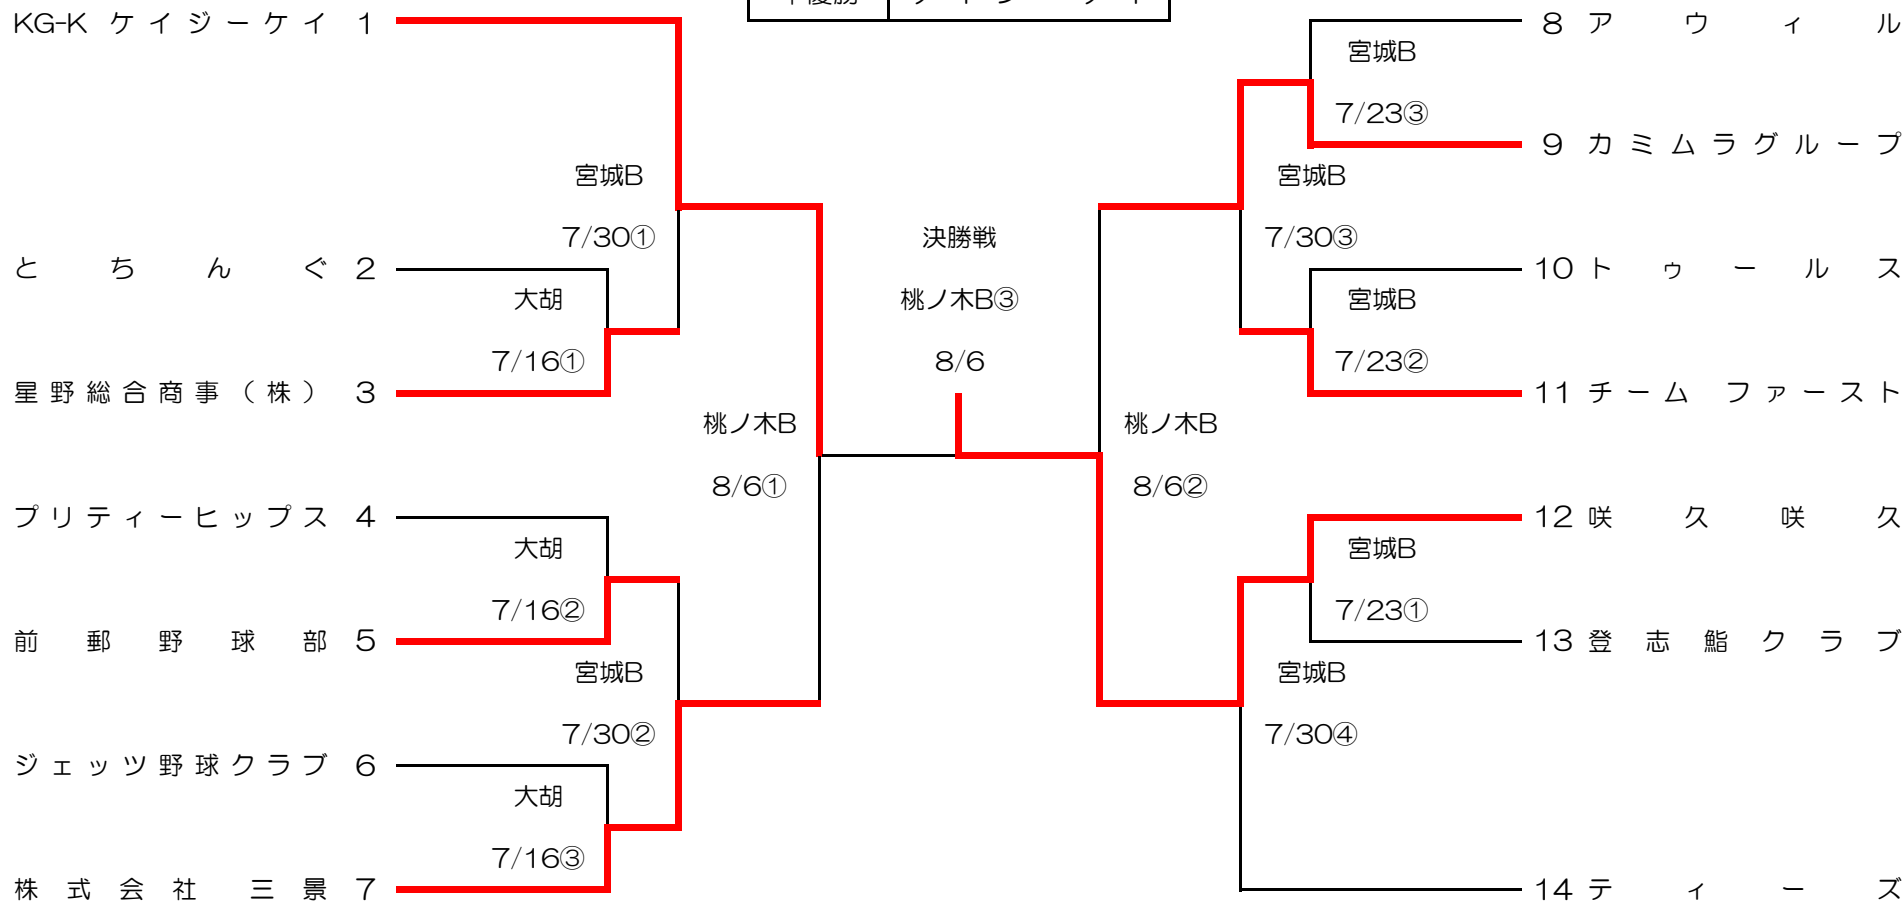 KG-K ケイジーケイ 1
とちんぐ 2
星野総合商事（株） 3
プリティーヒップス 4
前郵野球部 5
ジェッツ野球クラブ 6
株式会社 三景 7
宮城B
7/30①
大胡
7/16①
大胡
7/16②
宮城B
7/30②
大胡
7/16③
桃ノ木B
8/6①
決勝戦
桃ノ木B③
8/6
桃ノ木B
8/6②
宮城B
7/23③
宮城B
7/30③
宮城B
7/23②
宮城B
7/23①
宮城B
7/30④
8 アウィル
9 カミムラグループ
10 トゥールス
11 チーム ファースト
12 咲久咲久
13 登志鮨クラブ
14 ティーズ